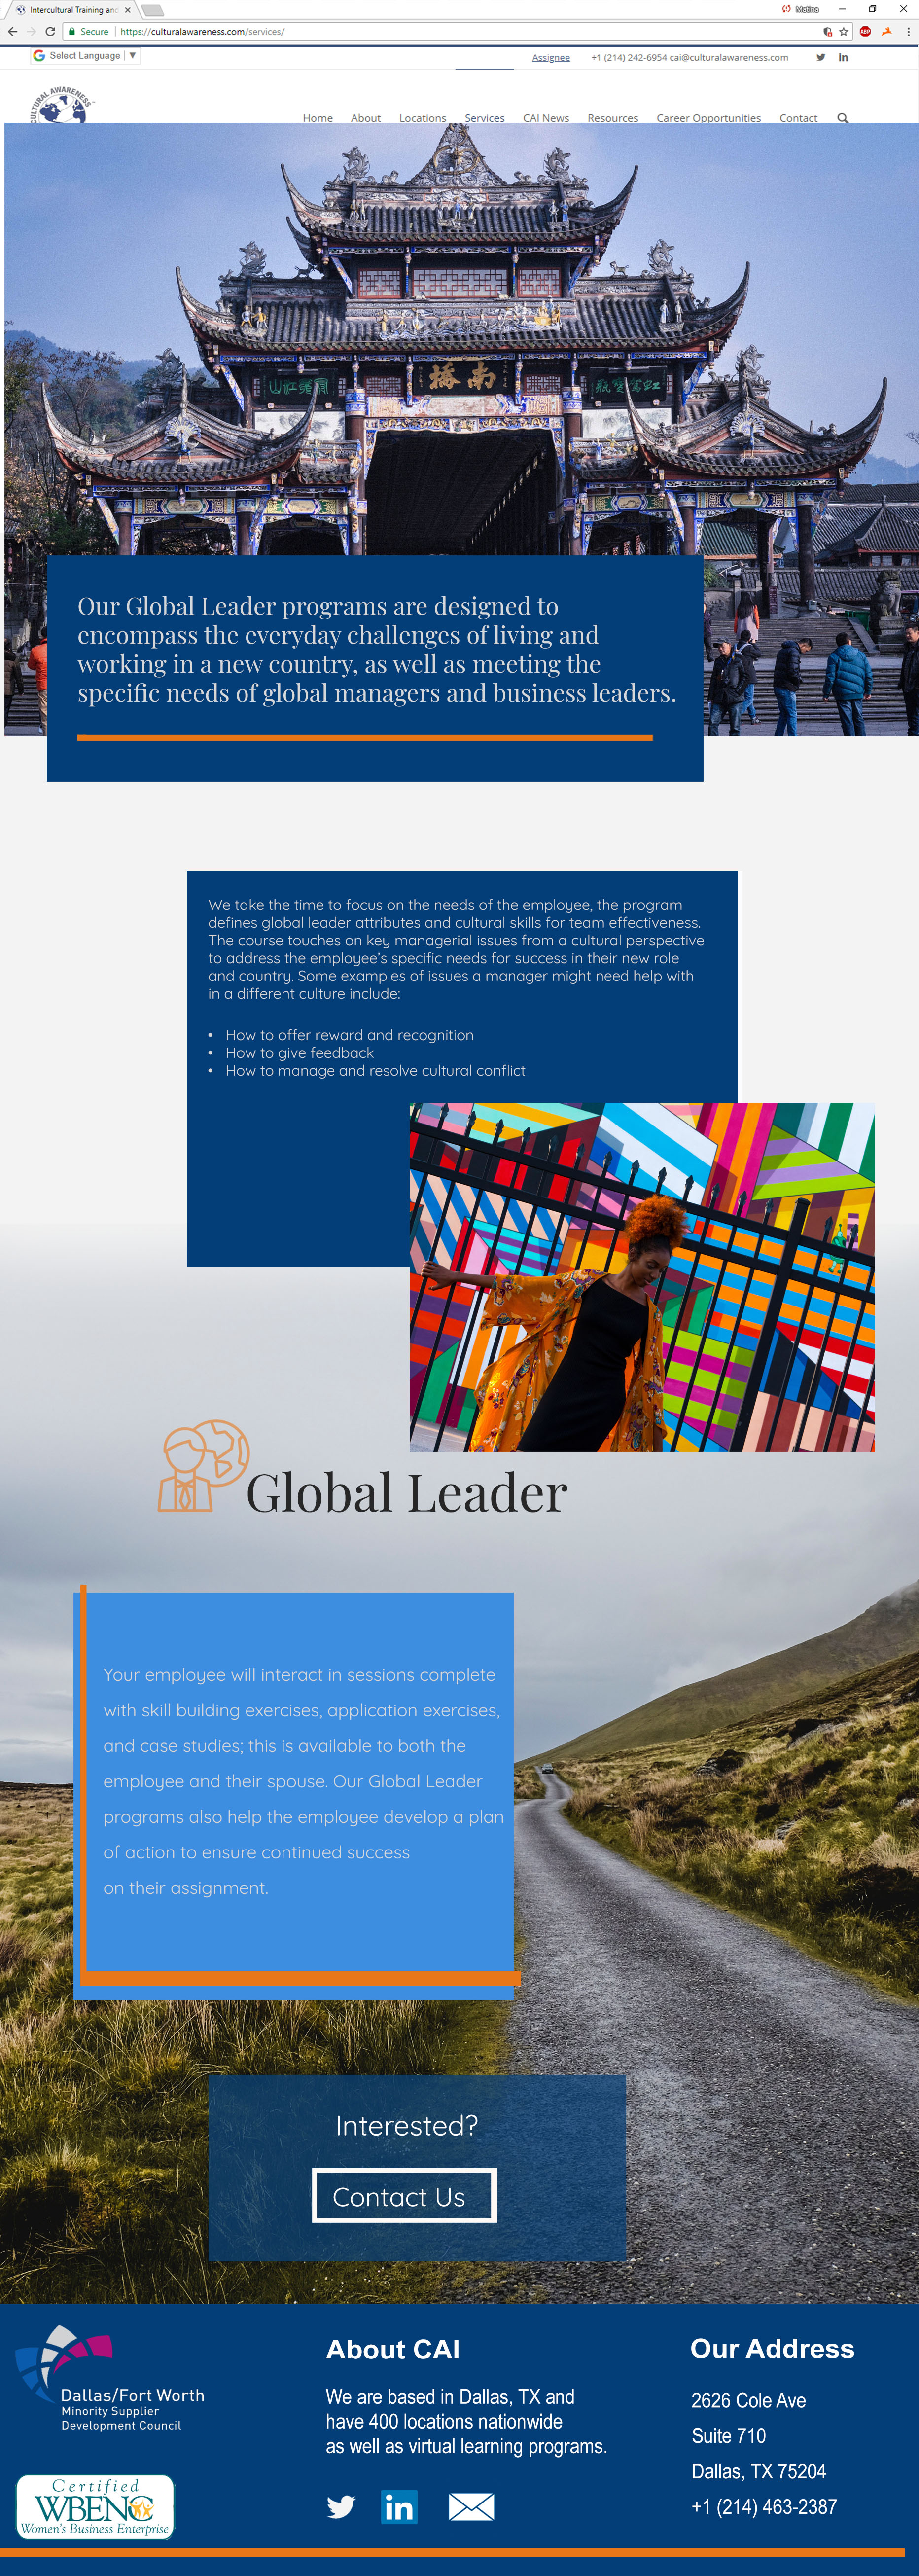 Intercultural Training and
Matina
Secure | https://culturalawareness.com/services/
ABP
G Select Language ▼
Assignee +1 (214) 242-6954 cai@culturalawareness.com
CULTURAL AWARENESS
Home About Locations Services CAI News Resources Career Opportunities Contact
南橋
Our Global Leader programs are designed to
encompass the everyday challenges of living and
working in a new country, as well as meeting the
specific needs of global managers and business leaders.
We take the time to focus on the needs of the employee, the program
defines global leader attributes and cultural skills for team effectiveness.
The course touches on key managerial issues from a cultural perspective
to address the employee's specific needs for success in their new role
and country. Some examples of issues a manager might need help with
in a different culture include:
• How to offer reward and recognition
• How to give feedback
• How to manage and resolve cultural conflict
Global Leader
Your employee will interact in sessions complete
with skill building exercises, application exercises,
and case studies; this is available to both the
employee and their spouse. Our Global Leader
programs also help the employee develop a plan
of action to ensure continued success
on their assignment.
Interested?
Contact Us
Dallas/Fort Worth
Minority Supplier
Development Council
Certified
WBENC
Women's Business Enterprise
About CAI
We are based in Dallas, TX and
have 400 locations nationwide
as well as virtual learning programs.
in
Our Address
2626 Cole Ave
Suite 710
Dallas, TX 75204
+1 (214) 463-2387